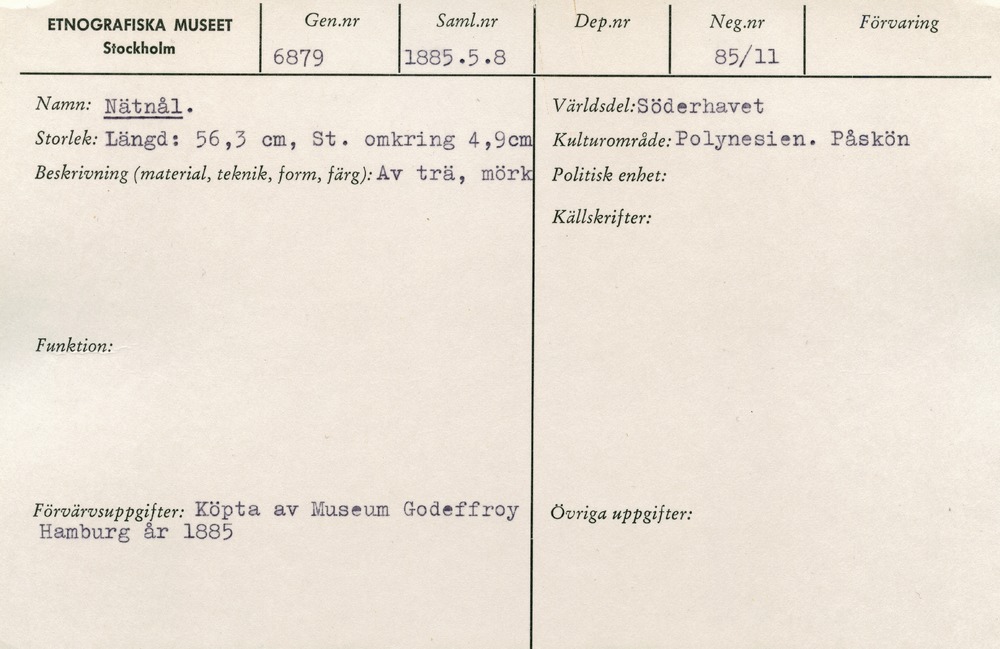 ETNOGRAFISKA MUSEET
Stockholm
Gen.nr
6879
Saml.nr
1885.5.8
Dep.nr
Neg.nr
85/11
Förvaring
Namn: Nätnål.
Storlek: Längd: 56,3 cm, St. omkring 4,9cm
Beskrivning (material, teknik, form, färg): Av trä, mörk
Funktion:
Förvärvsuppgifter: Köpta av Museum Godeffroy
Hamburg år 1885
Världsdel: Söderhavet
Kulturområde: Polynesien. Påskön
Politisk enhet:
Källskrifter:
Övriga uppgifter: